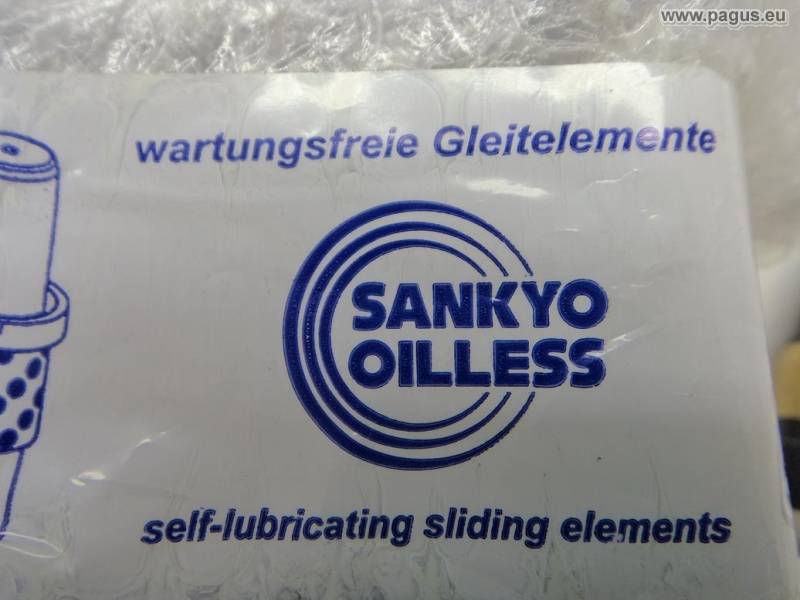 www.pagus.eu
wartungsfreie Gleitelemente
SANKYO
OILLESS
self-lubricating sliding elements